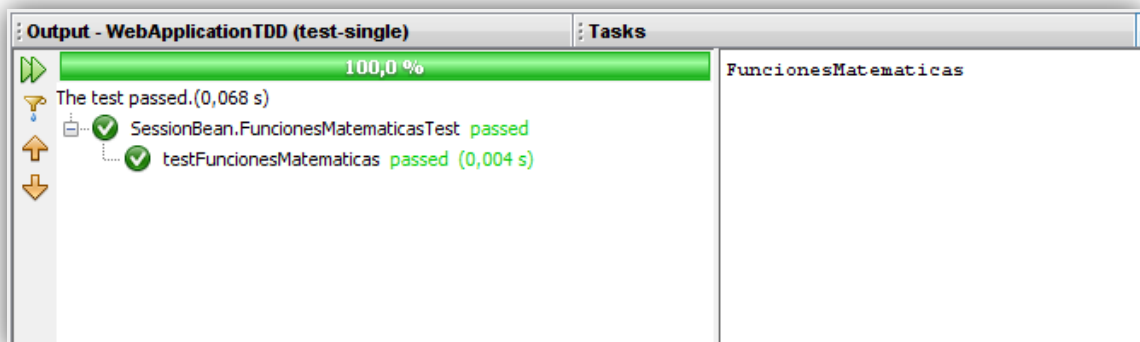 Output - WebApplicationTDD (test-single)
Tasks
100,0 %
The test passed.(0,068 s)
SessionBean.FuncionesMatematicasTest passed
testFuncionesMatematicas passed (0,004 s)
FuncionesMatematicas